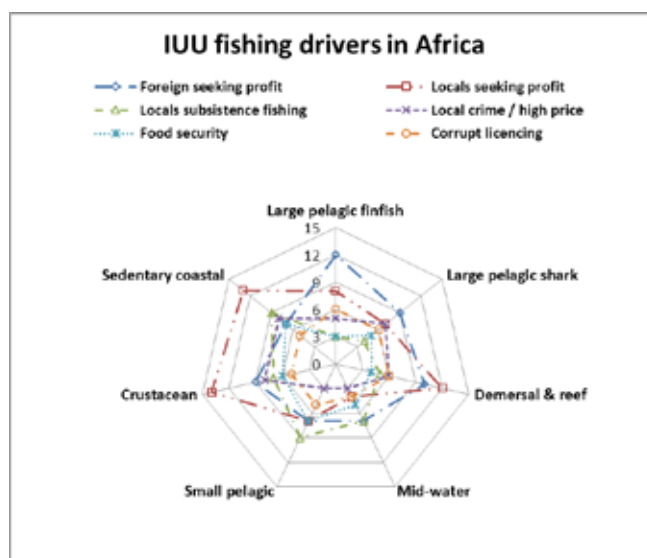 IUU fishing drivers in Africa
Foreign seeking profit
Locals seeking profit
Locals subsistence fishing
Local crime / high price
Food security
Corrupt licencing
Large pelagic finfish
15
12
9
6
3
0
Sedentary coastal
Large pelagic shark
Crustacean
Demersal & reef
Small pelagic
Mid-water